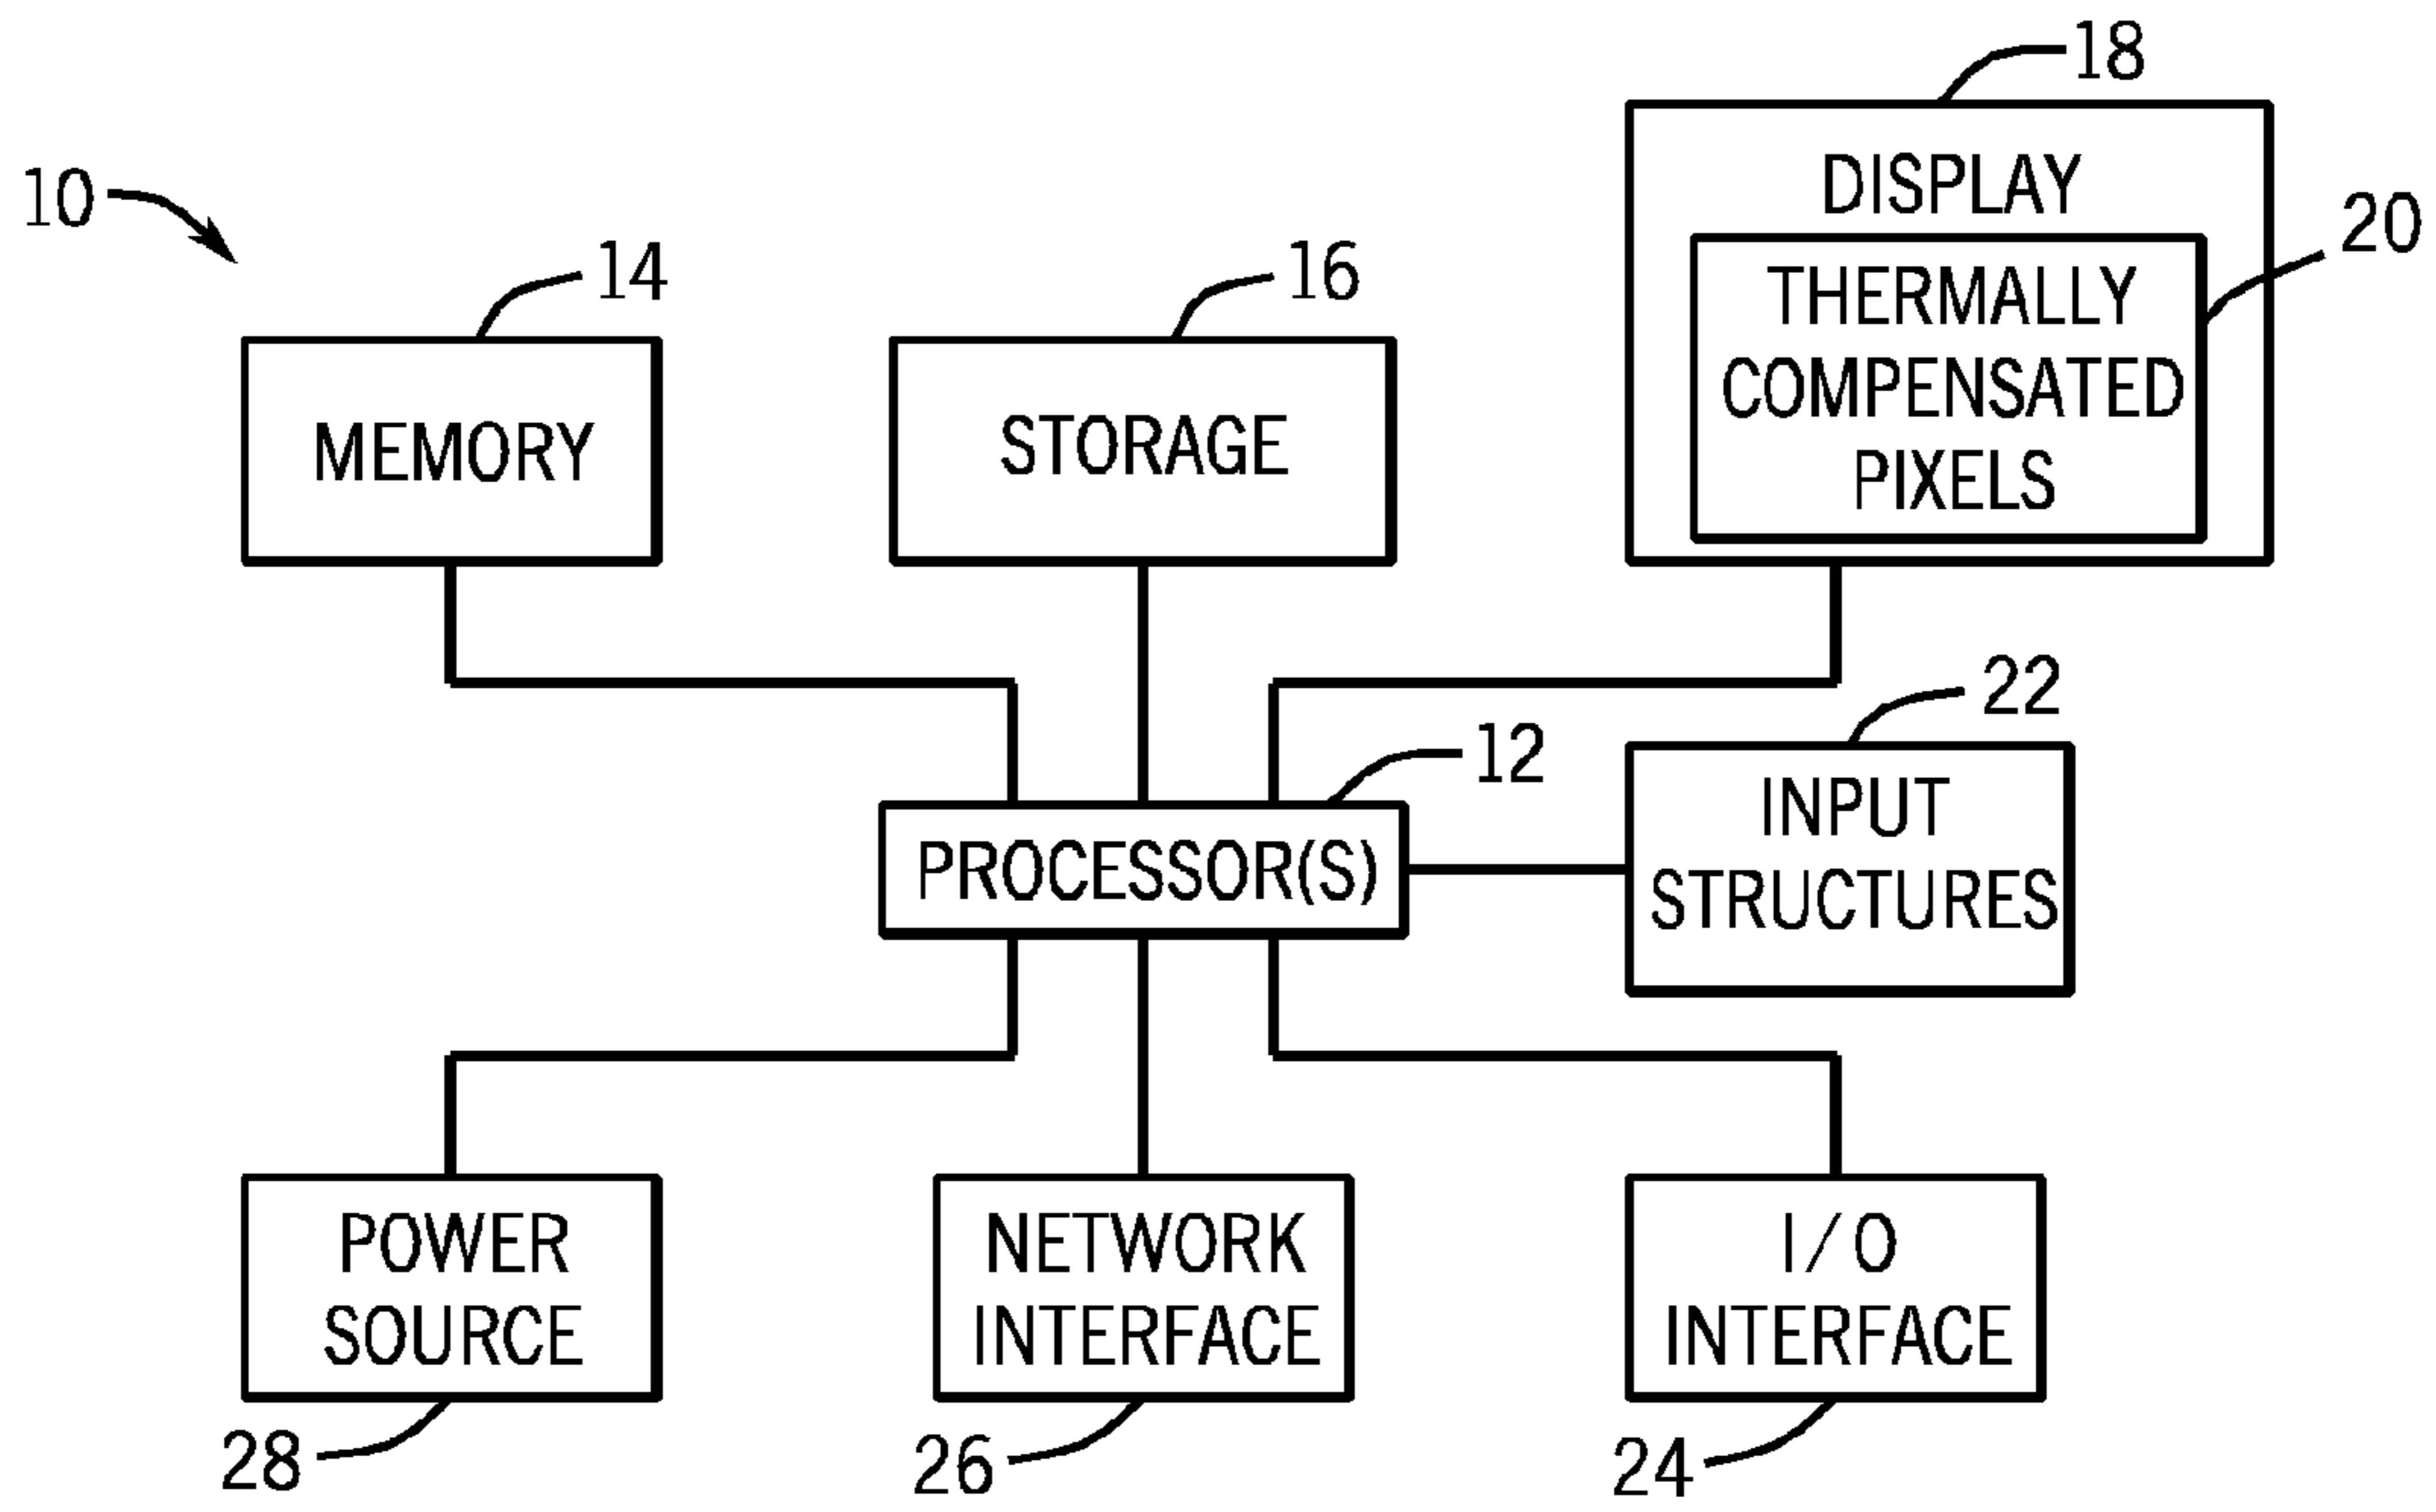 18
DISPLAY
10
20
THERMALLY
COMPENSATED
PIXELS
14
16
MEMORY
STORAGE
22
12
INPUT
STRUCTURES
PROCESSOR(S)
POWER
SOURCE
NETWORK
INTERFACE
I/O
INTERFACE
28
26
24